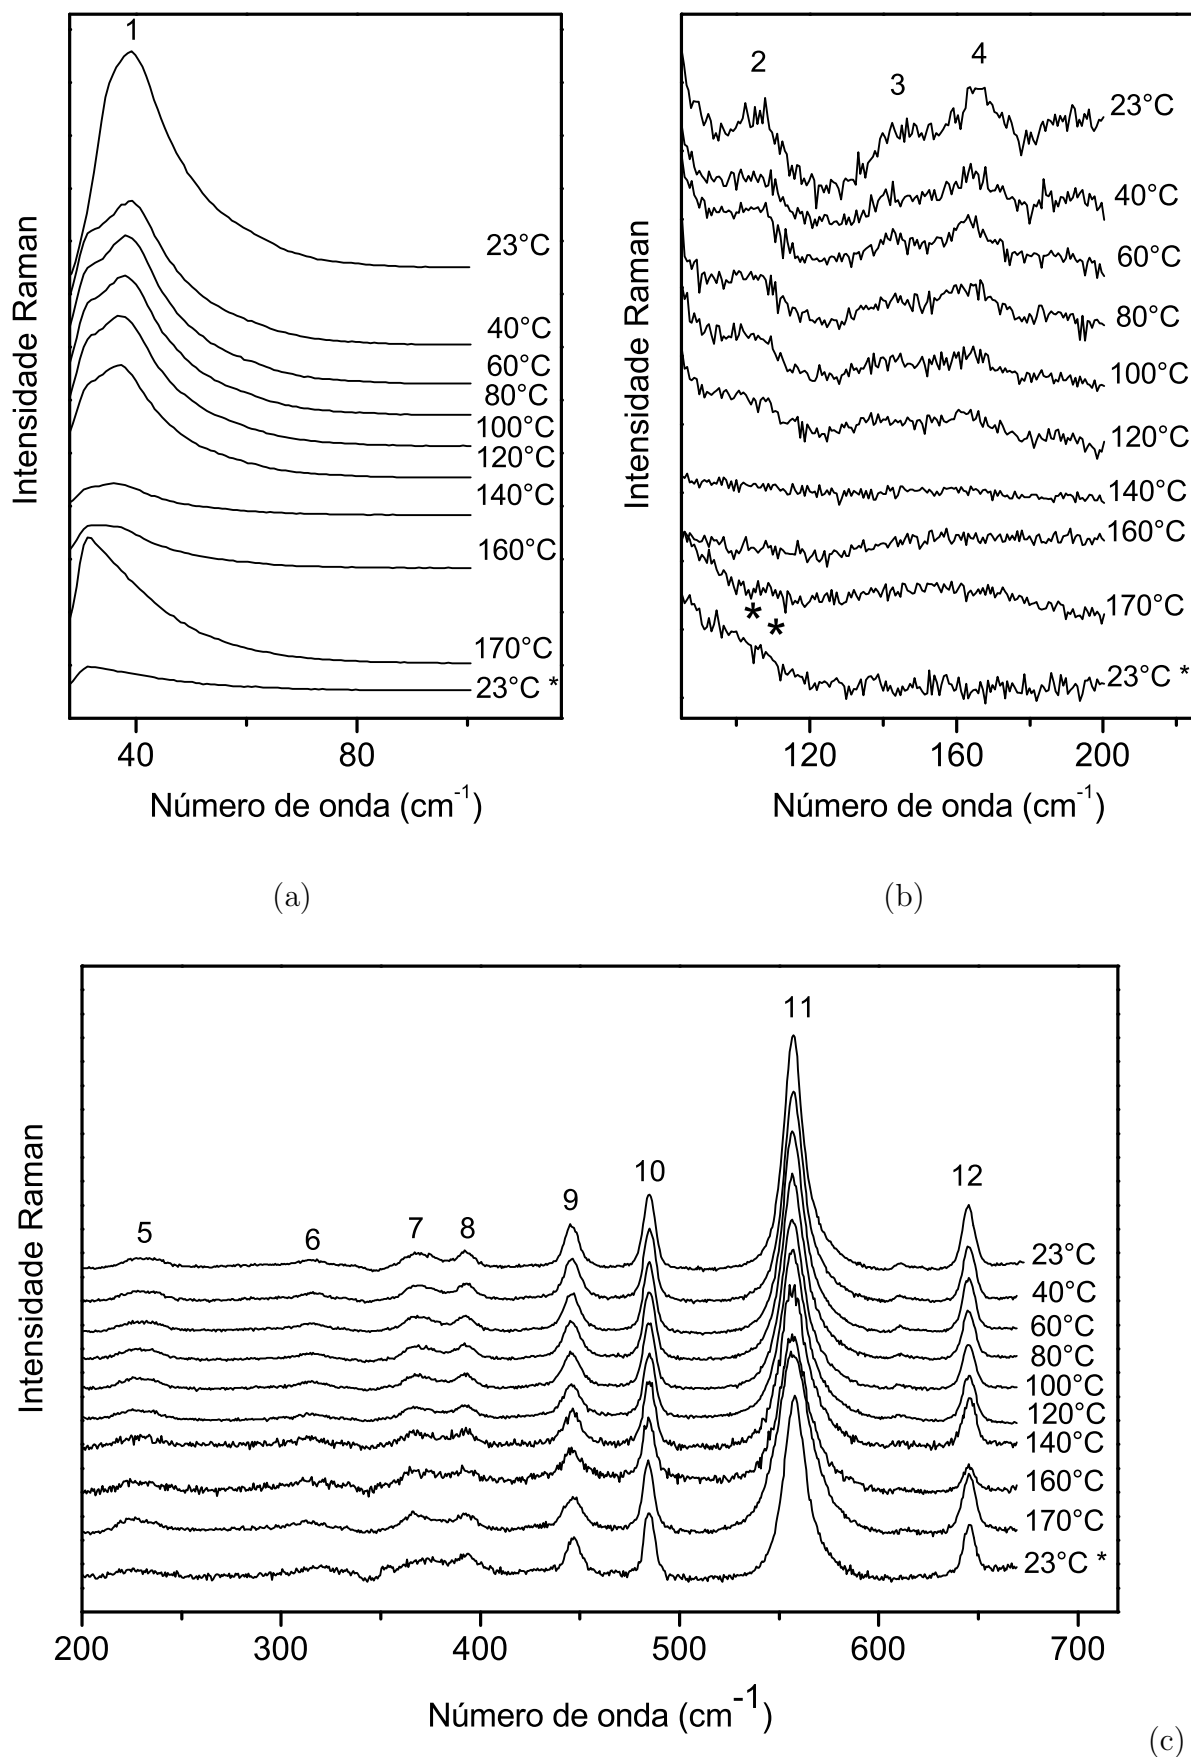 1
Intensidade Raman
23°C
40°C
60°C
80°C
100°C
120°C
140°C
160°C
170°C
23°C *
40 80
Número de onda (cm-1)
(a)
2 3 4
Intensidade Raman
23°C
40°C
60°C
80°C
100°C
120°C
140°C
160°C
170°C
* *
23°C *
120 160 200
Número de onda (cm-1)
(b)
5 6 7 8 9 10 11 12
Intensidade Raman
23°C
40°C
60°C
80°C
100°C
120°C
140°C
160°C
170°C
23°C *
200 300 400 500 600 700
Número de onda (cm-1)
(c)